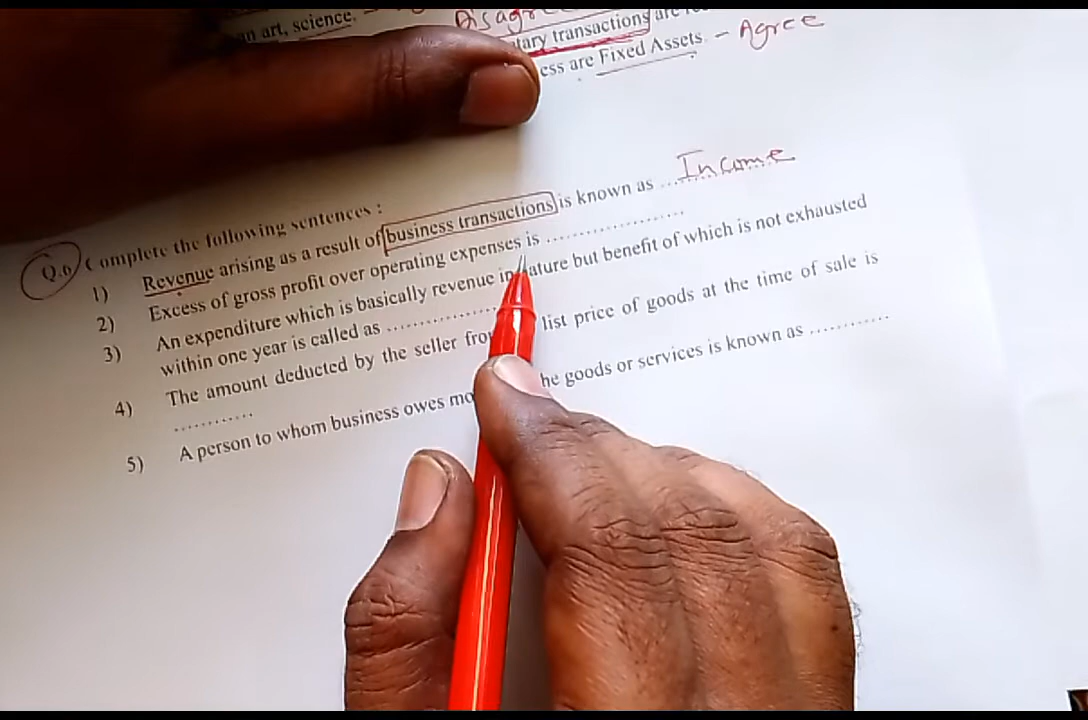 an art, science.
Disagree
tary transactions are
ess are Fixed Assets. - Agree
Q.6 Complete the following sentences :
1) Revenue arising as a result of business transactions is known as ......Income......
2) Excess of gross profit over operating expenses is .....................
3) An expenditure which is basically revenue in nature but benefit of which is not exhausted
within one year is called as .....................
4) The amount deducted by the seller from list price of goods at the time of sale is
............
5) A person to whom business owes mo he goods or services is known as ............